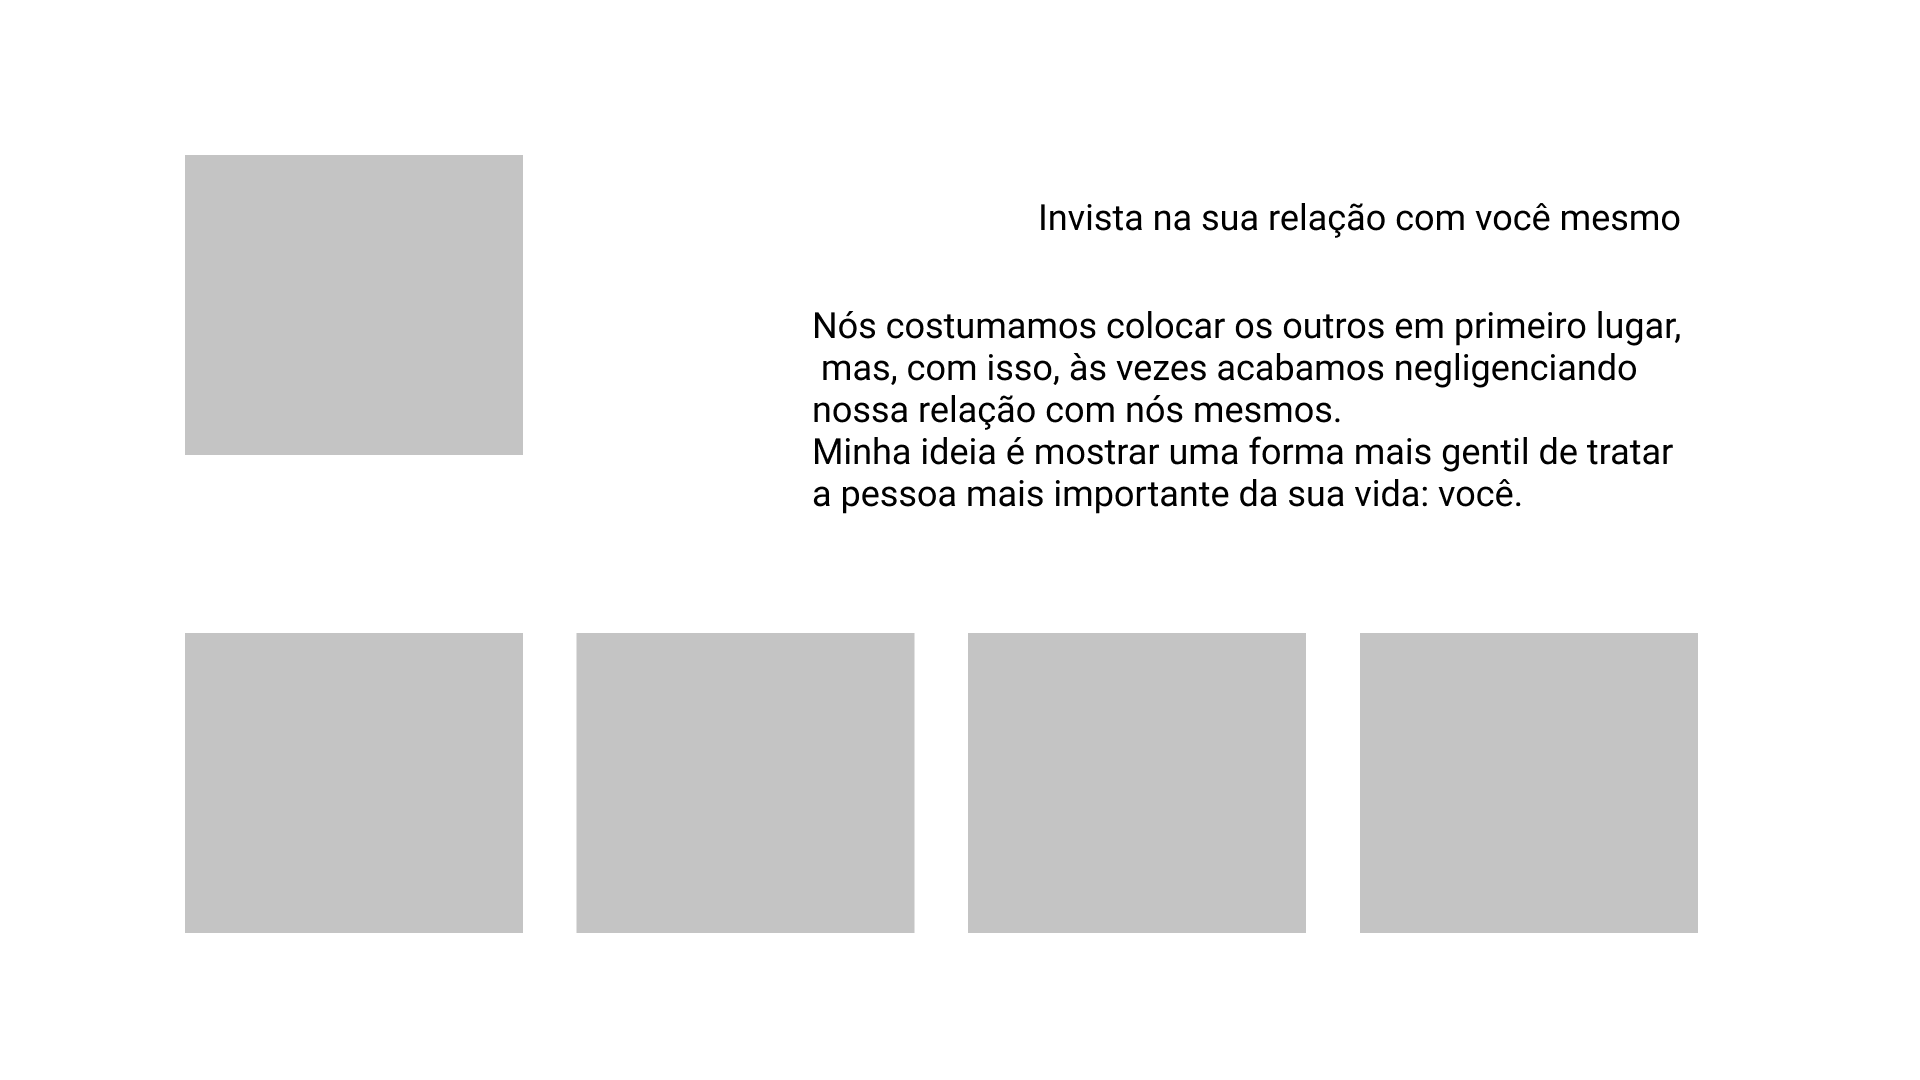 Invista na sua relação com você mesmo
Nós costumamos colocar os outros em primeiro lugar,
mas, com isso, às vezes acabamos negligenciando
nossa relação com nós mesmos.
Minha ideia é mostrar uma forma mais gentil de tratar
a pessoa mais importante da sua vida: você.